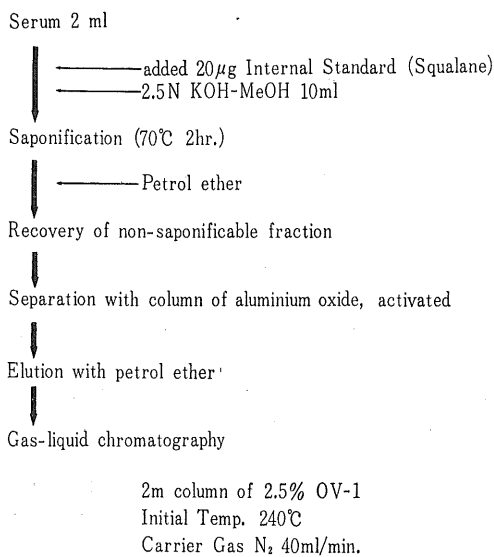 Serum 2 ml
added 20μg Internal Standard (Squalane)
2.5N KOH-MeOH 10ml
Saponification (70℃ 2hr.)
Petrol ether
Recovery of non-saponificable fraction
Separation with column of aluminium oxide, activated
Elution with petrol ether
Gas-liquid chromatography
2m column of 2.5% OV-1
Initial Temp. 240℃
Carrier Gas N₂ 40ml/min.